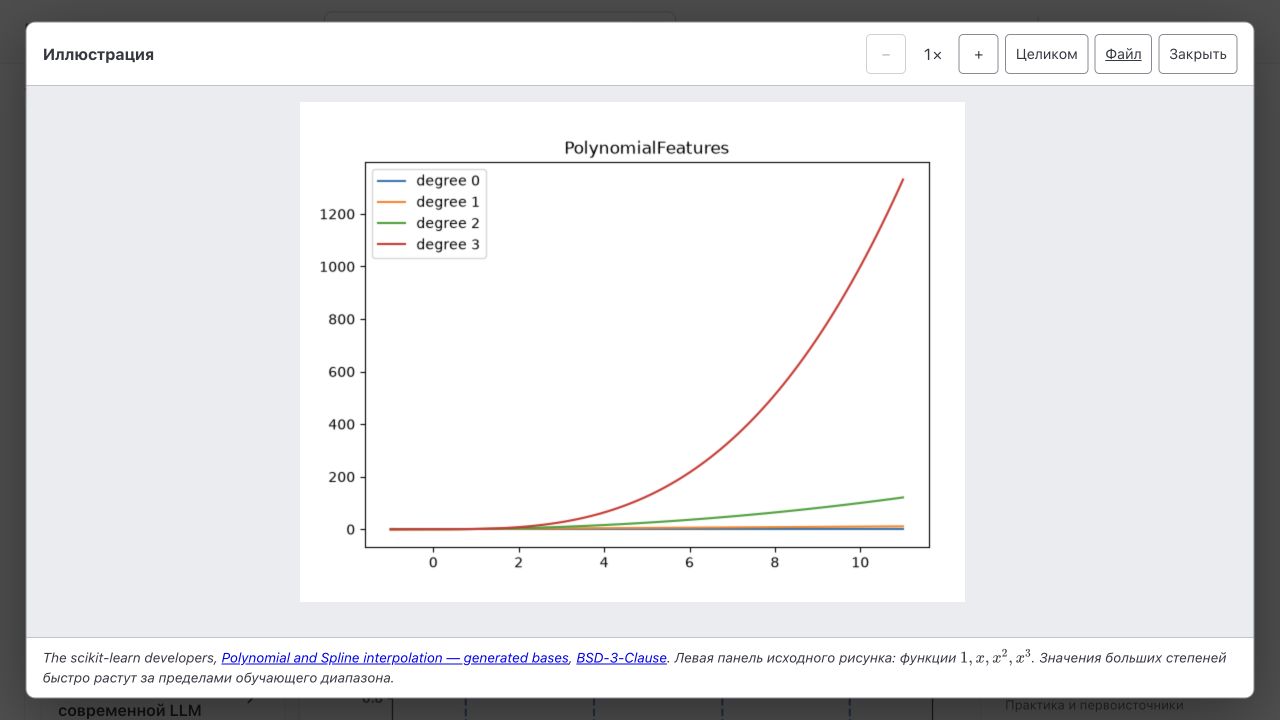 Иллюстрация
− 1× + Целиком Файл Закрыть
PolynomialFeatures
degree 0
degree 1
degree 2
degree 3
1200
1000
800
600
400
200
0
0 2 4 6 8 10
The scikit-learn developers, Polynomial and Spline interpolation — generated bases, BSD-3-Clause. Левая панель исходного рисунка: функции 1, x, x², x³. Значения больших степеней
быстро растут за пределами обучающего диапазона.
современной LLM
Практика и первоисточники